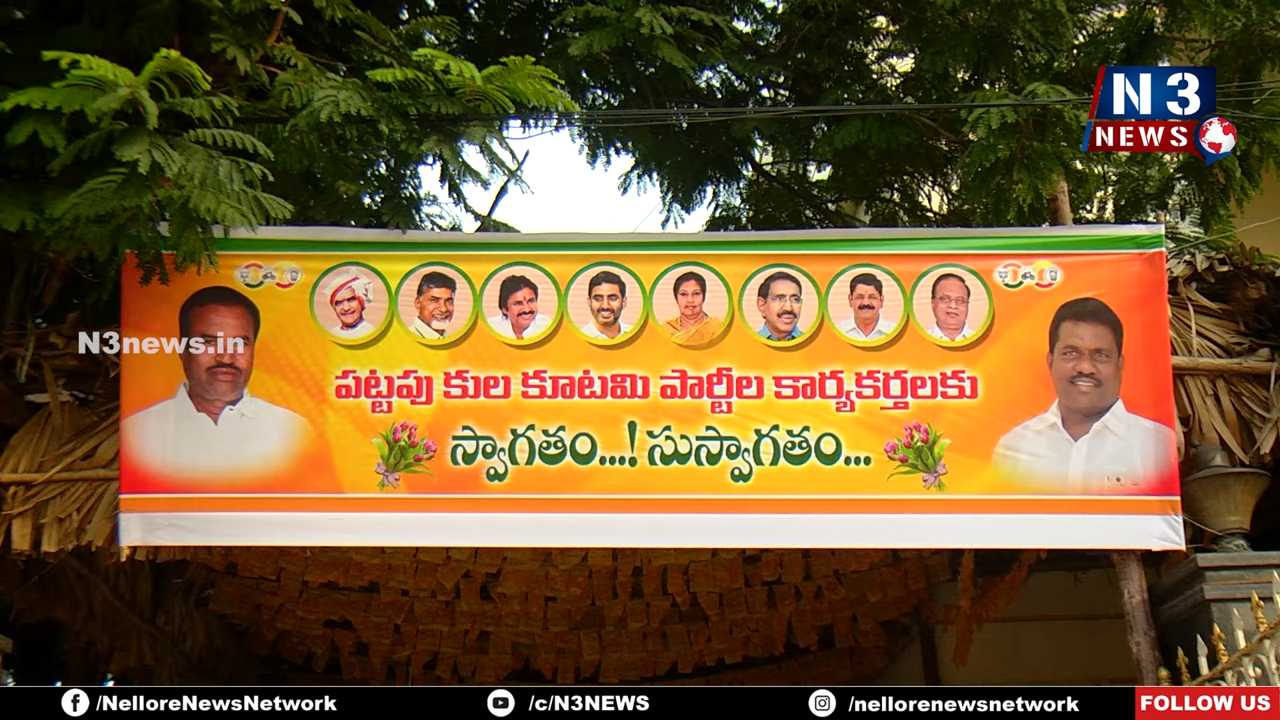 N3
NEWS
N3news.in
పట్టపు కుల కూటమి పార్టీల కార్యకర్తలకు
స్వాగతం...! సుస్వాగతం...
/NelloreNewsNetwork
/c/N3NEWS
/nellorenewsnetwork
FOLLOW US